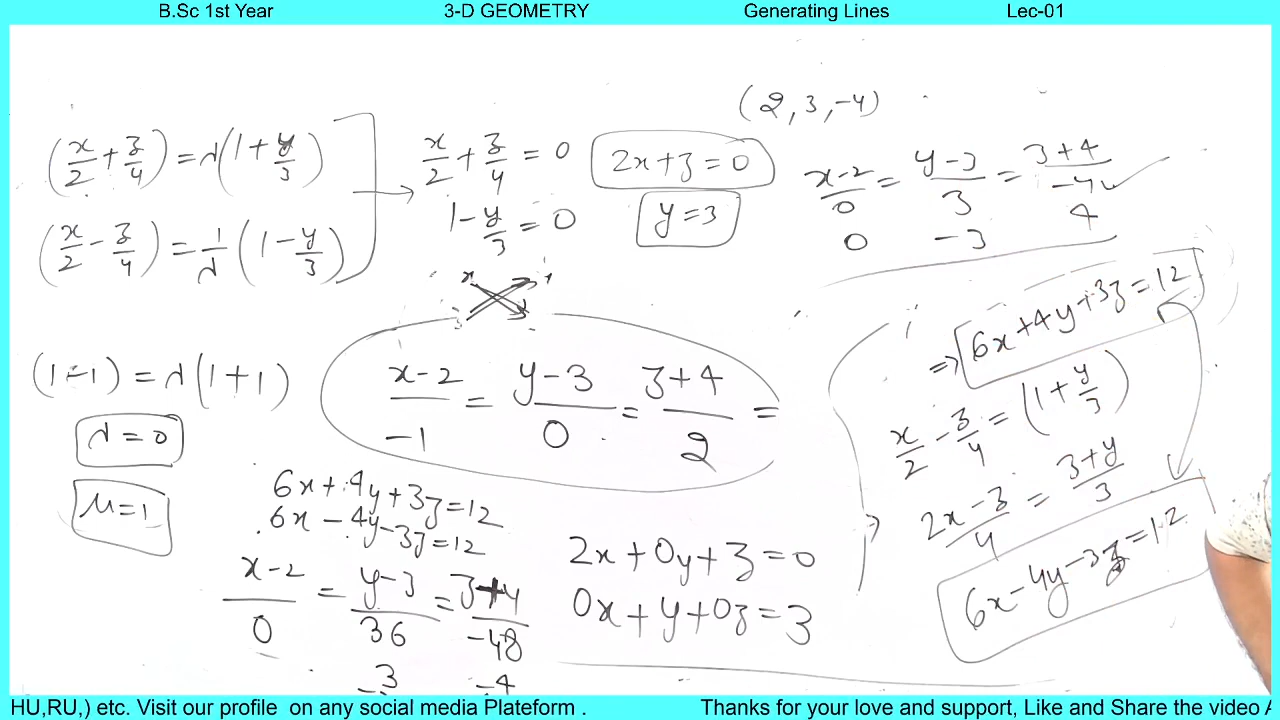 B.Sc 1st Year 3-D GEOMETRY Generating Lines Lec-01
(2, 3, -4)
(x/2 + z/4) = λ(1 + y/3)
(x/2 - z/4) = 1/λ (1 - y/3)
x/2 + z/4 = 0
1 - y/3 = 0
2x + z = 0
y = 3
x-2/0 = y-3/3 = z+4/-4
0 -3 4
(1-1) = λ(1+1)
λ = 0
μ = 1
x-2/-1 = y-3/0 = z+4/2 =
6x + 4y + 3z = 12
6x - 4y - 3z = 12
x-2/0 = y-3/36 = z+4/-48
-3 -4
2x + 0y + z = 0
0x + y + 0z = 3
⇒ 6x + 4y + 3z = 12
x/2 - z/4 = (1 + y/3)
2x - z/4 = 3+y/3
6x - 4y - 3z = 12
HU,RU,) etc. Visit our profile on any social media Plateform . Thanks for your love and support, Like and Share the video